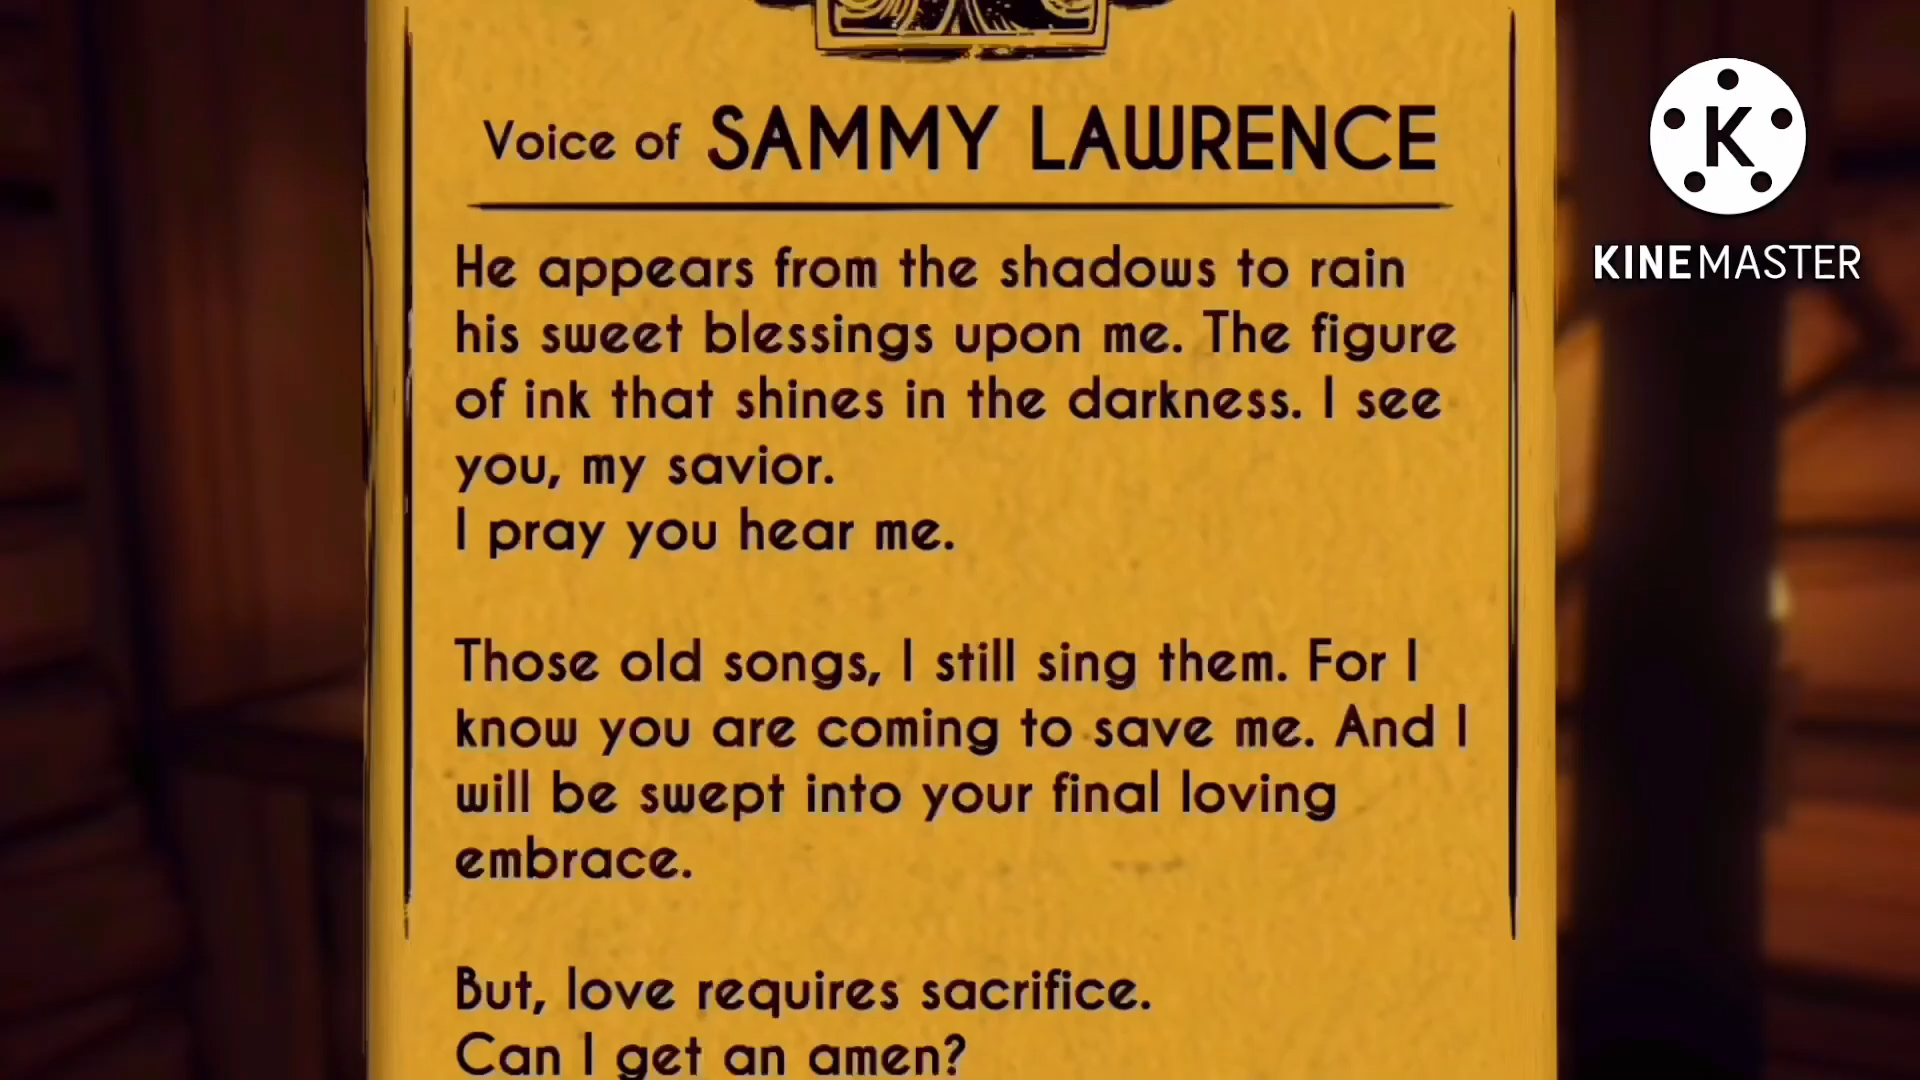 Voice of SAMMY LAWRENCE
He appears from the shadows to rain
his sweet blessings upon me. The figure
of ink that shines in the darkness. I see
you, my savior.
I pray you hear me.
Those old songs, I still sing them. For I
know you are coming to save me. And I
will be swept into your final loving
embrace.
But, love requires sacrifice.
Can I get an amen?
K
KINEMASTER